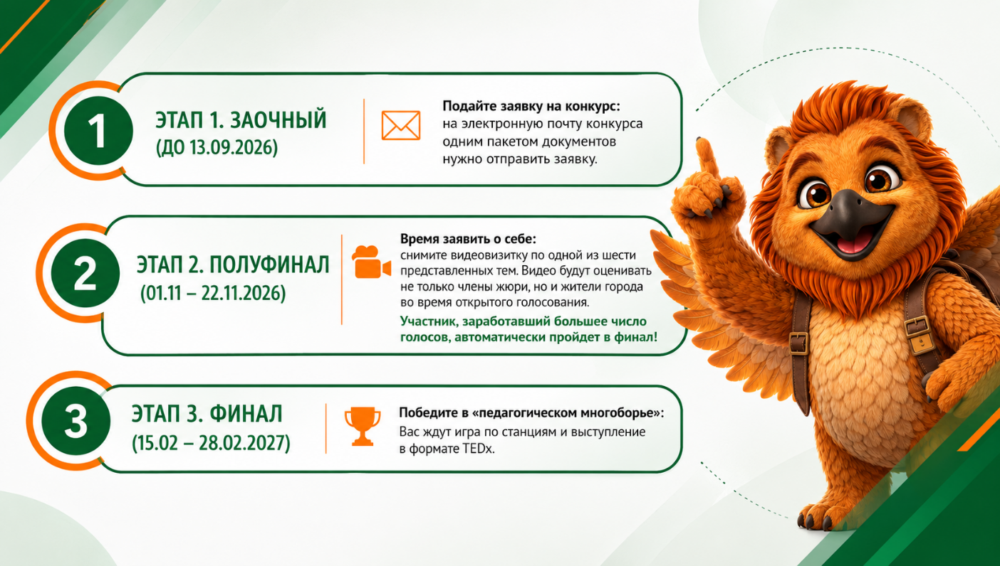 1
ЭТАП 1. ЗАОЧНЫЙ
(ДО 13.09.2026)
Подайте заявку на конкурс:
на электронную почту конкурса
одним пакетом документов
нужно отправить заявку.
2
ЭТАП 2. ПОЛУФИНАЛ
(01.11 – 22.11.2026)
Время заявить о себе:
снимите видеовизитку по одной из шести
представленных тем. Видео будут оценивать
не только члены жюри, но и жители города
во время открытого голосования.
Участник, заработавший большее число
голосов, автоматически пройдет в финал!
3
ЭТАП 3. ФИНАЛ
(15.02 – 28.02.2027)
Победите в «педагогическом многоборье»:
Вас ждут игра по станциям и выступление
в формате TEDx.